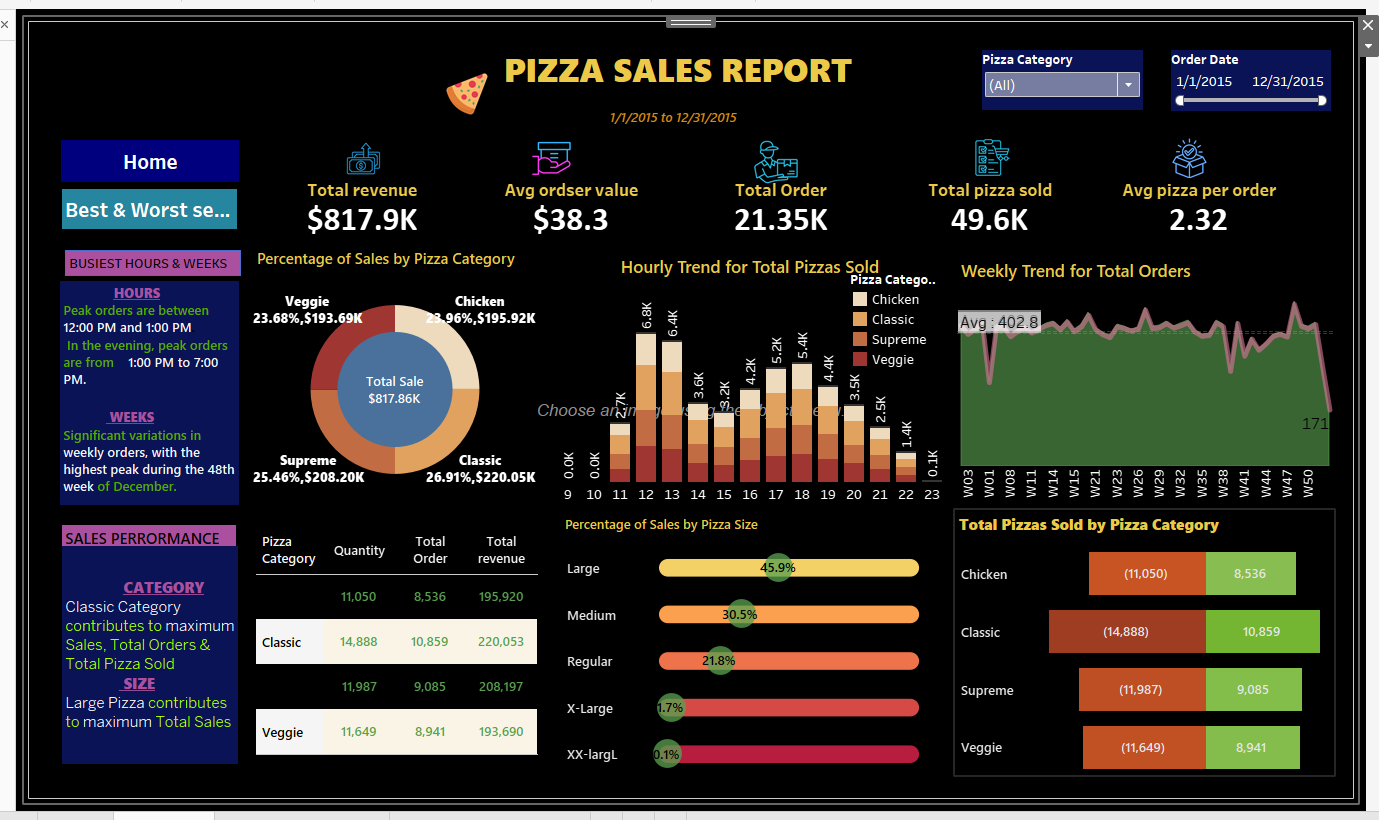 PIZZA SALES REPORT
1/1/2015 to 12/31/2015
Pizza Category
(All)
Order Date
1/1/2015 12/31/2015
Home
Best & Worst se...
Total revenue
$817.9K
Avg ordser value
$38.3
Total Order
21.35K
Total pizza sold
49.6K
Avg pizza per order
2.32
BUSIEST HOURS & WEEKS
HOURS
Peak orders are between
12:00 PM and 1:00 PM
In the evening, peak orders
are from 1:00 PM to 7:00
PM.
WEEKS
Significant variations in
weekly orders, with the
highest peak during the 48th
week of December.
SALES PERRORMANCE
CATEGORY
Classic Category
contributes to maximum
Sales, Total Orders &
Total Pizza Sold
SIZE
Large Pizza contributes
to maximum Total Sales
Percentage of Sales by Pizza Category
Veggie
23.68%,$193.69K
Chicken
23.96%,$195.92K
Total Sale
$817.86K
Supreme
25.46%,$208.20K
Classic
26.91%,$220.05K
Hourly Trend for Total Pizzas Sold
Pizza Catego..
Chicken
Classic
Supreme
Veggie
0.0K 0.0K 2.7K 6.8K 6.4K 3.6K 3.2K 4.2K 5.2K 5.4K 4.4K 3.5K 2.5K 1.4K 0.1K
9 10 11 12 13 14 15 16 17 18 19 20 21 22 23
Weekly Trend for Total Orders
Avg : 402.8
171
W03 W01 W08 W11 W14 W15 W21 W23 W29 W32 W35 W38 W41 W44 W47 W50
Pizza Category Quantity Total Order Total revenue
11,050 8,536 195,920
Classic 14,888 10,859 220,053
11,987 9,085 208,197
Veggie 11,649 8,941 193,690
Percentage of Sales by Pizza Size
Large 45.9%
Medium 30.5%
Regular 21.8%
X-Large 1.7%
XX-largL 0.1%
Total Pizzas Sold by Pizza Category
Chicken (11,050) 8,536
Classic (14,888) 10,859
Supreme (11,987) 9,085
Veggie (11,649) 8,941